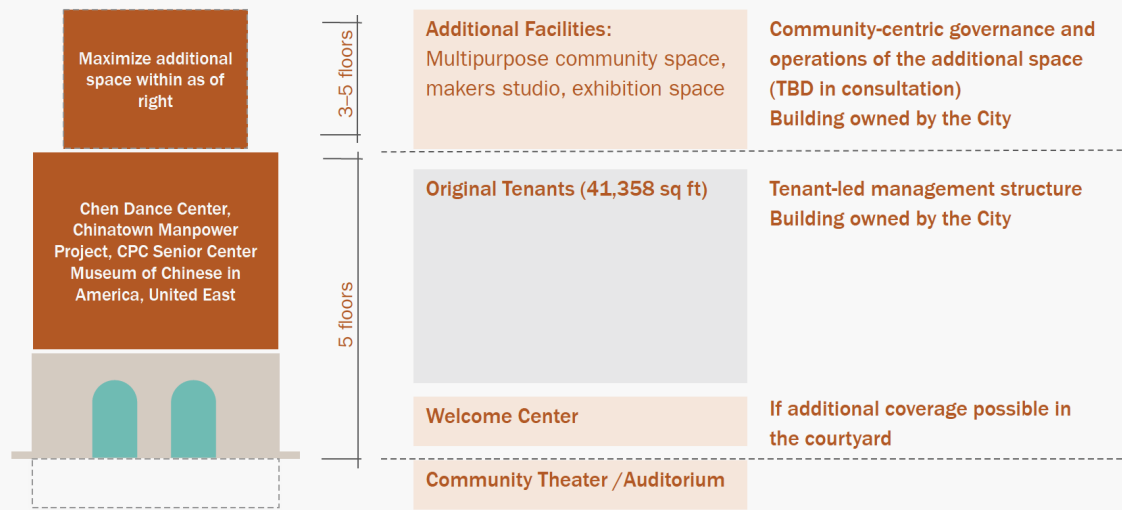 Maximize additional
space within as of
right
3–5 floors
Additional Facilities:
Multipurpose community space,
makers studio, exhibition space
Community-centric governance and
operations of the additional space
(TBD in consultation)
Building owned by the City
Chen Dance Center,
Chinatown Manpower
Project, CPC Senior Center
Museum of Chinese in
America, United East
5 floors
Original Tenants (41,358 sq ft)
Tenant-led management structure
Building owned by the City
Welcome Center
If additional coverage possible in
the courtyard
Community Theater /Auditorium